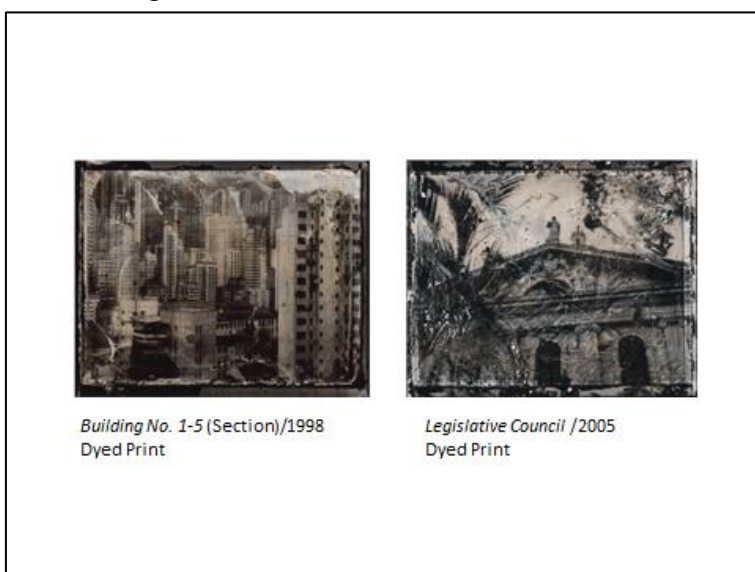 Building No. 1-5 (Section)/1998
Dyed Print
Legislative Council /2005
Dyed Print